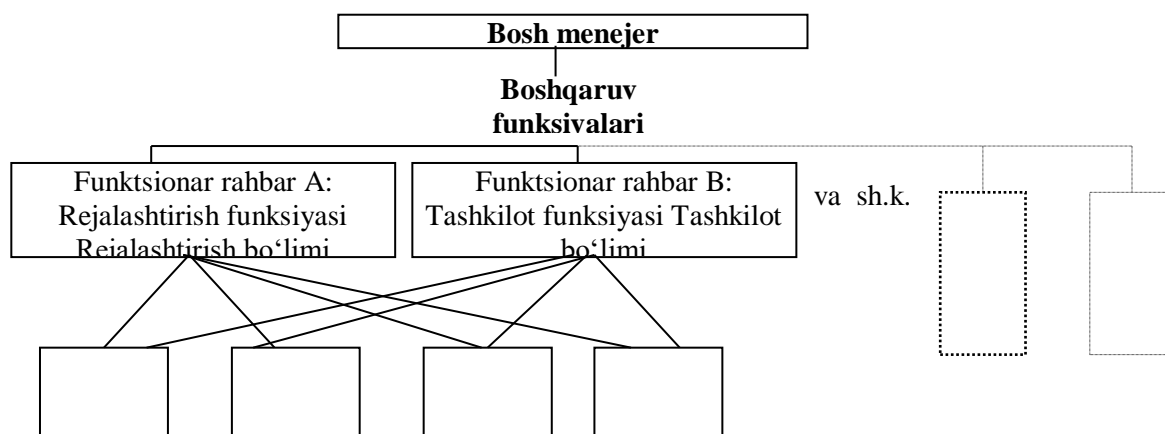 Bosh menejer
Boshqaruv
funksivalari
Funktsionar rahbar A:
Rejalashtirish funksiyasi
Rejalashtirish bo‘limi
Funktsionar rahbar B:
Tashkilot funksiyasi Tashkilot
bo‘limi
va sh.k.